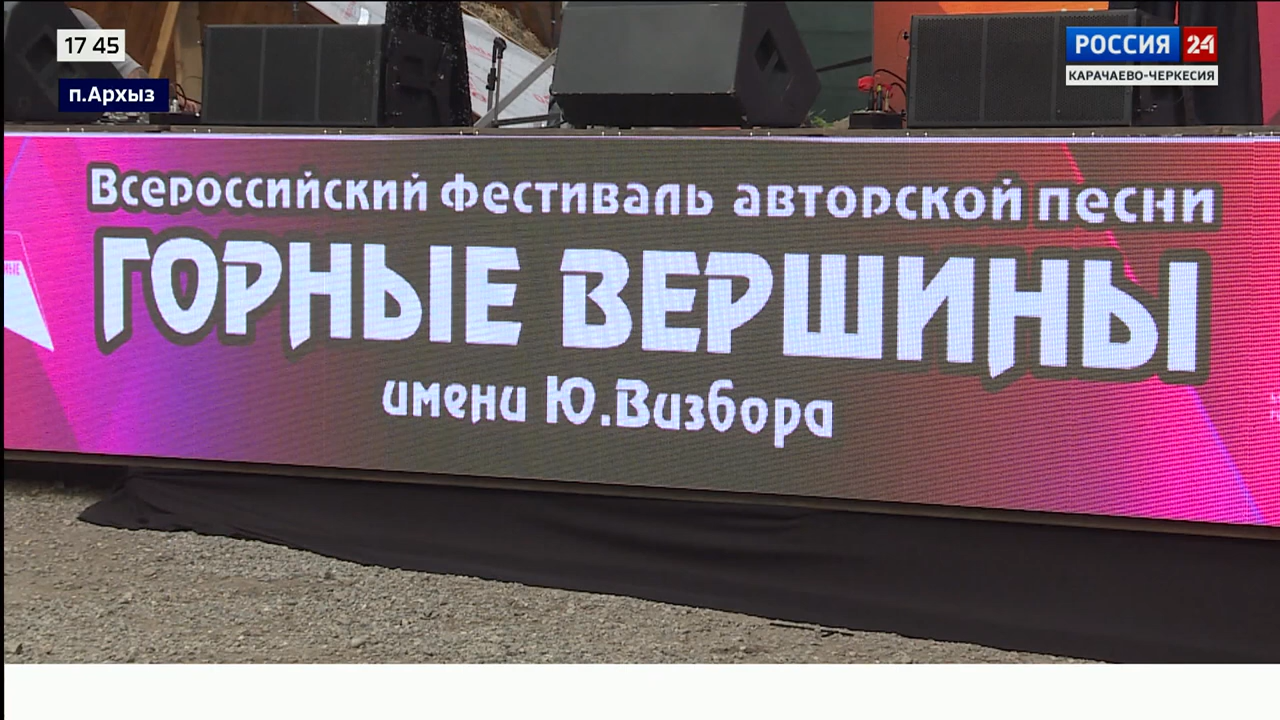 17 45
п.Архыз
РОССИЯ 24
КАРАЧАЕВО-ЧЕРКЕСИЯ
Всероссийский фестиваль авторской песни
ГОРНЫЕ ВЕРШИНЫ
имени Ю.Визбора